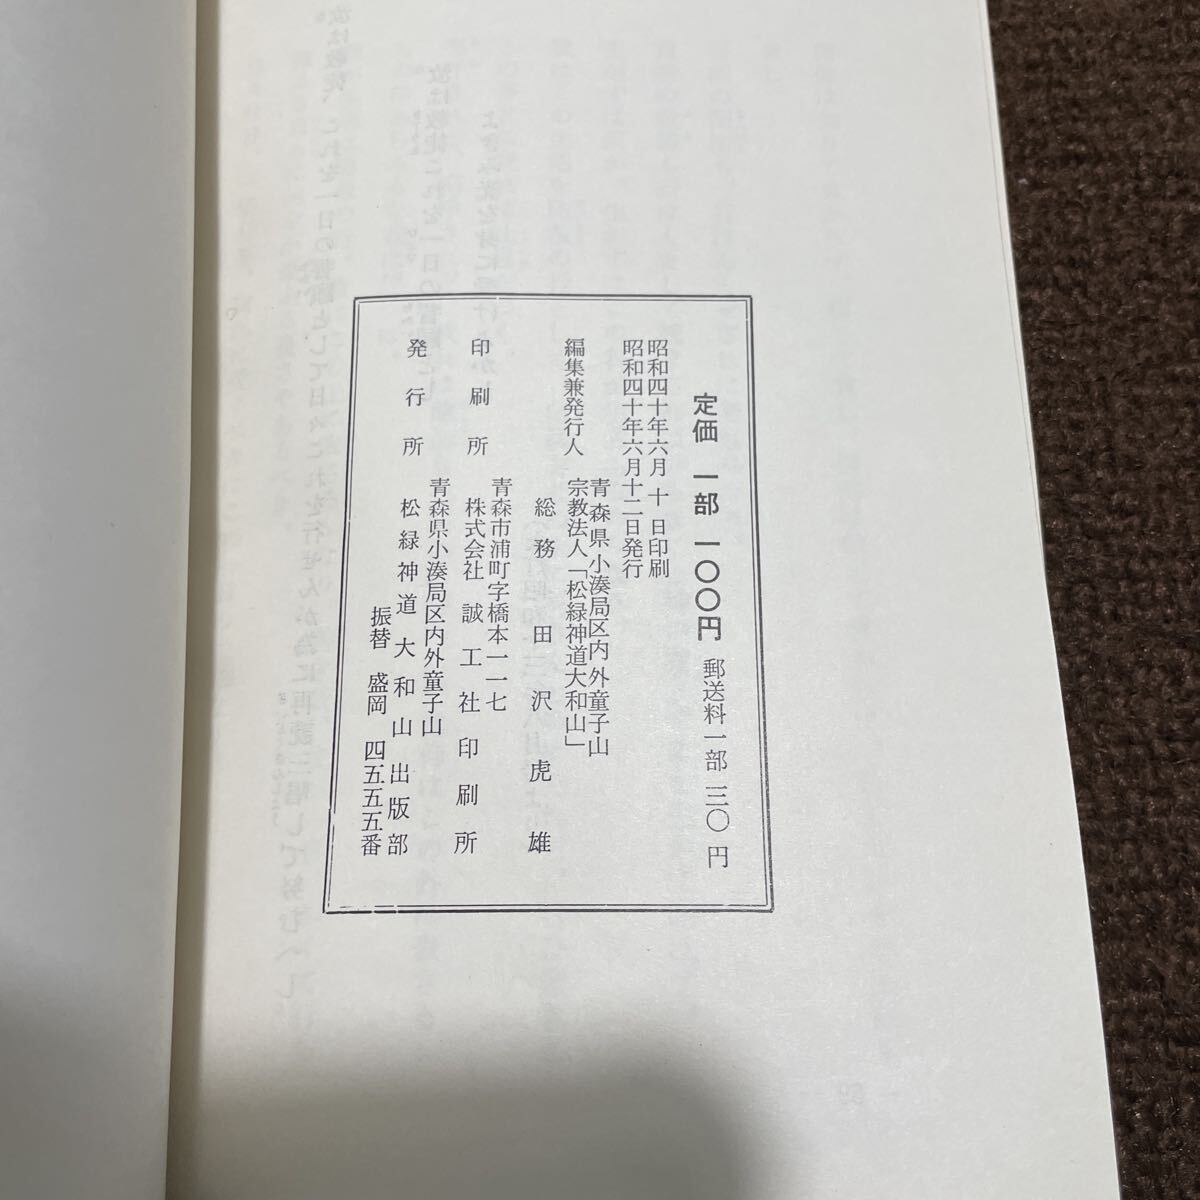 定価 一部 一〇〇円 郵送料一部 三〇円
昭和四十年六月 十 日印刷
昭和四十年六月十二日発行
青森県小湊局区内外童子山
編集兼発行人 宗教法人「松緑神道大和山」
総務 田沢虎雄
青森市浦町字橋本一一七
印刷所 株式会社 誠工社印刷所
青森県小湊局区内外童子山
発行所 松緑神道大和山出版部
振替 盛岡 四五五五番